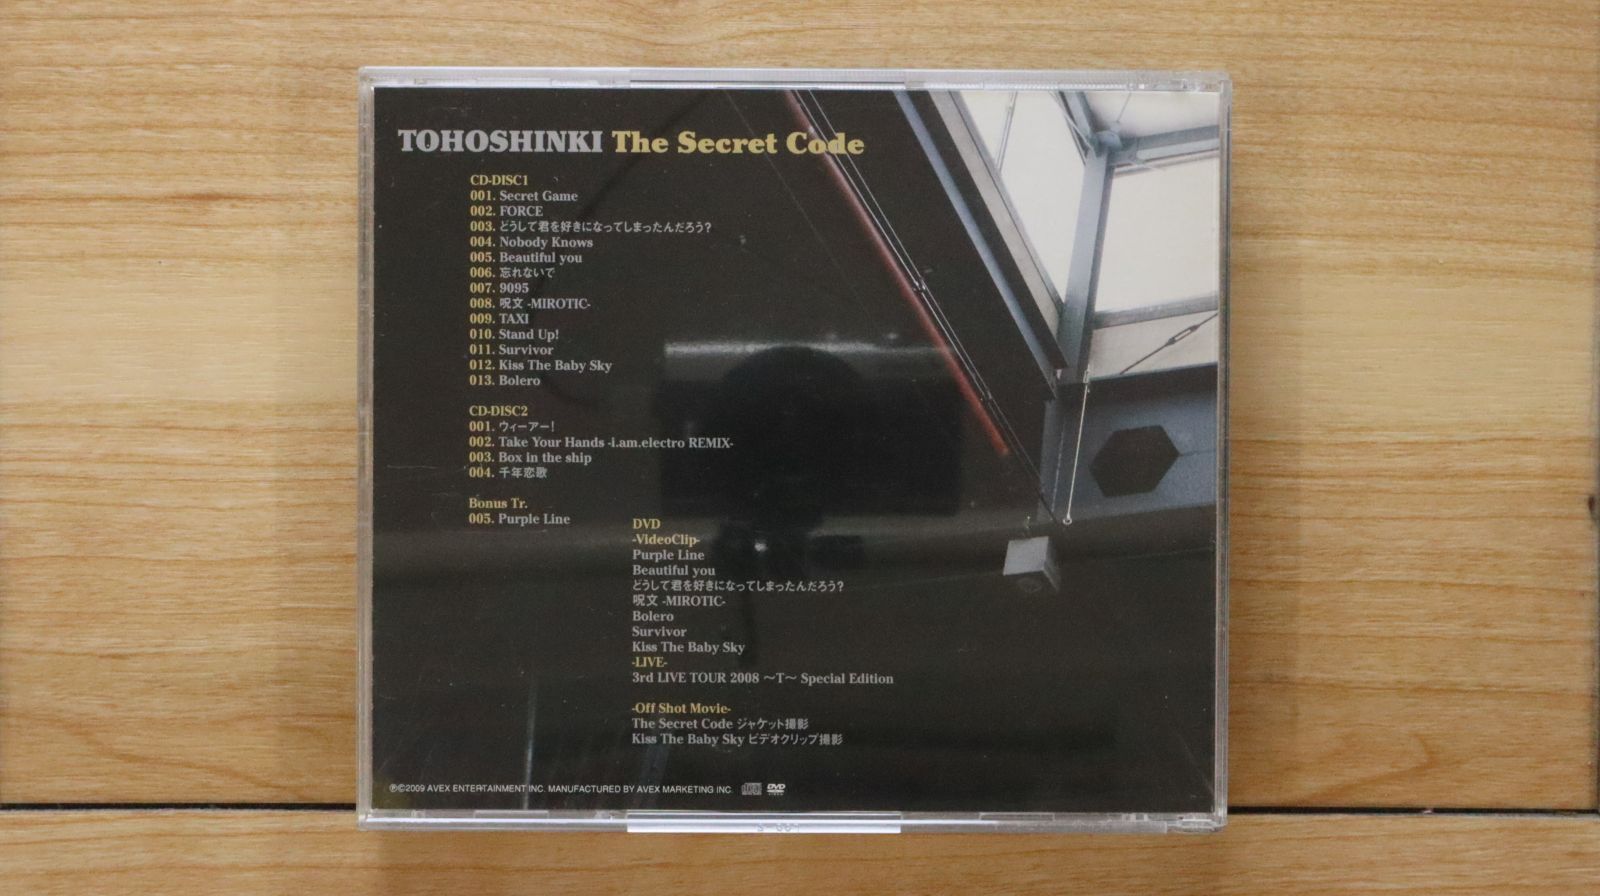 TOHOSHINKI The Secret Code
CD-DISC1
001. Secret Game
002. FORCE
003. どうして君を好きになってしまったんだろう?
004. Nobody Knows
005. Beautiful you
006. 忘れないで
007. 9095
008. 呪文 -MIROTIC-
009. TAXI
010. Stand Up!
011. Survivor
012. Kiss The Baby Sky
013. Bolero
CD-DISC2
001. ウィーアー!
002. Take Your Hands -i.am.electro REMIX-
003. Box in the ship
004. 千年恋歌
Bonus Tr.
005. Purple Line
DVD
-VideoClip-
Purple Line
Beautiful you
どうして君を好きになってしまったんだろう?
呪文 -MIROTIC-
Bolero
Survivor
Kiss The Baby Sky
-LIVE-
3rd LIVE TOUR 2008 〜T〜 Special Edition
-Off Shot Movie-
The Secret Code ジャケット撮影
Kiss The Baby Sky ビデオクリップ撮影
℗©2009 AVEX ENTERTAINMENT INC. MANUFACTURED BY AVEX MARKETING INC.
DVD